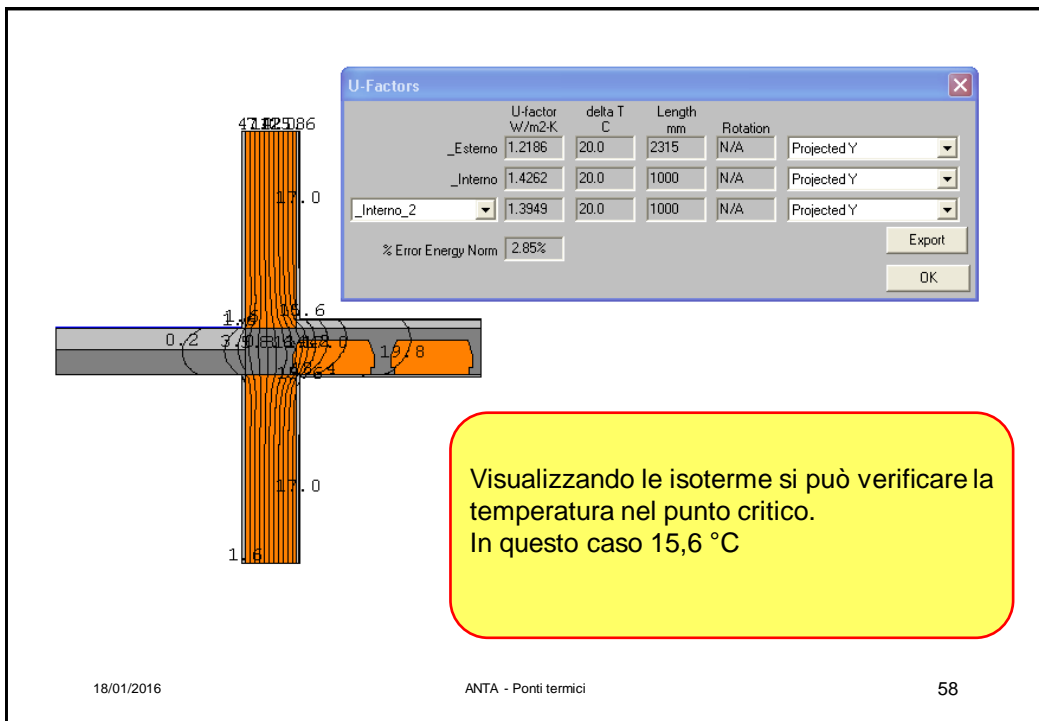 U-Factors
U-factor delta T Length
W/m2-K C mm Rotation
_Esterno 1.2186 20.0 2315 N/A Projected Y
_Interno 1.4262 20.0 1000 N/A Projected Y
_Interno_2 1.3949 20.0 1000 N/A Projected Y
% Error Energy Norm 2.85%
Export
OK
17.0
15.6
0.2
19.8
17.0
1.6
Visualizzando le isoterme si può verificare la
temperatura nel punto critico.
In questo caso 15,6 °C
18/01/2016 ANTA - Ponti termici 58